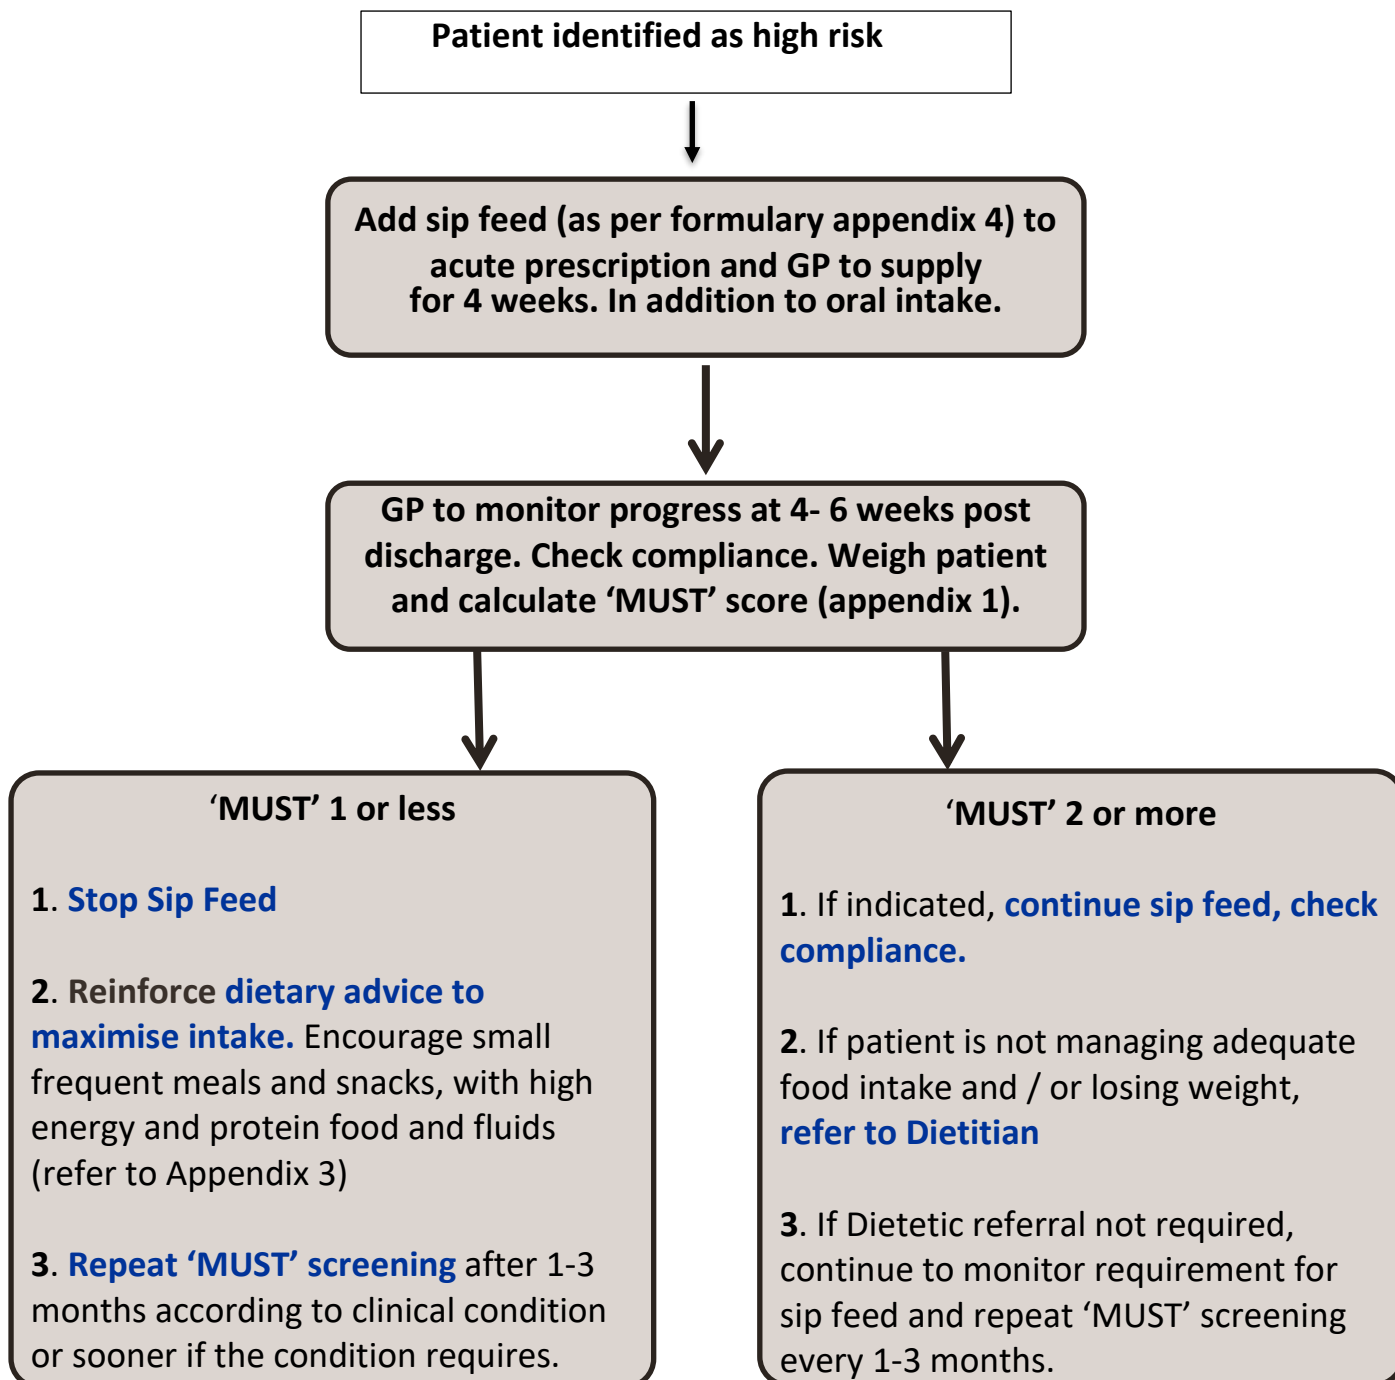 Patient identified as high risk
Add sip feed (as per formulary appendix 4) to
acute prescription and GP to supply
for 4 weeks. In addition to oral intake.
GP to monitor progress at 4- 6 weeks post
discharge. Check compliance. Weigh patient
and calculate ‘MUST’ score (appendix 1).
‘MUST’ 1 or less
1. Stop Sip Feed
2. Reinforce dietary advice to
maximise intake. Encourage small
frequent meals and snacks, with high
energy and protein food and fluids
(refer to Appendix 3)
3. Repeat ‘MUST’ screening after 1-3
months according to clinical condition
or sooner if the condition requires.
‘MUST’ 2 or more
1. If indicated, continue sip feed, check
compliance.
2. If patient is not managing adequate
food intake and / or losing weight,
refer to Dietitian
3. If Dietetic referral not required,
continue to monitor requirement for
sip feed and repeat ‘MUST’ screening
every 1-3 months.